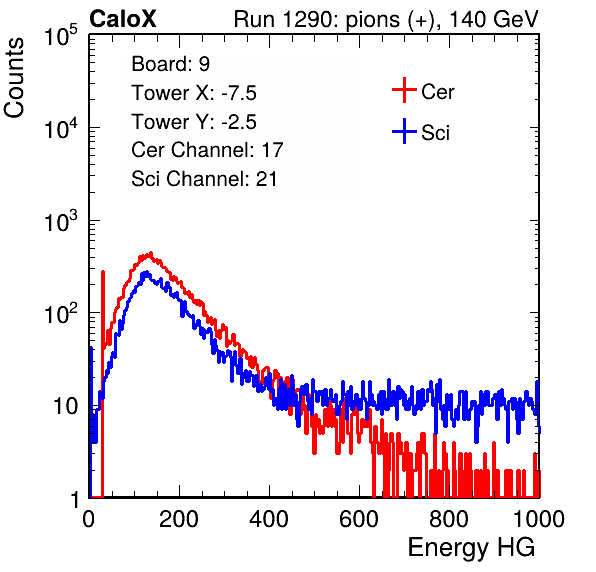 CaloX Run 1290: pions (+), 140 GeV
Counts
Board: 9
Tower X: -7.5
Tower Y: -2.5
Cer Channel: 17
Sci Channel: 21
Cer
Sci
10^5
10^4
10^3
10^2
10
1
0 200 400 600 800 1000
Energy HG